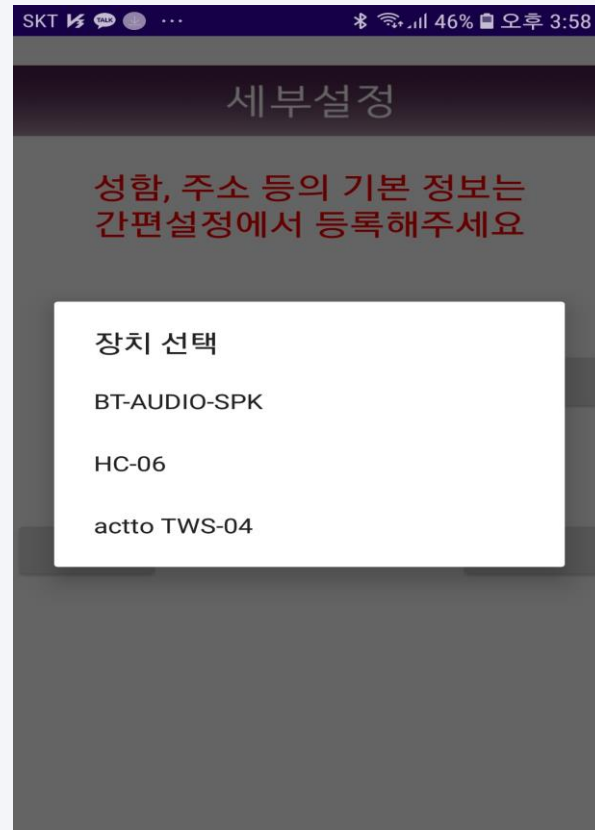 SKT TALK ... 46% 오후 3:58
세부설정
성함, 주소 등의 기본 정보는
간편설정에서 등록해주세요
장치 선택
BT-AUDIO-SPK
HC-06
actto TWS-04